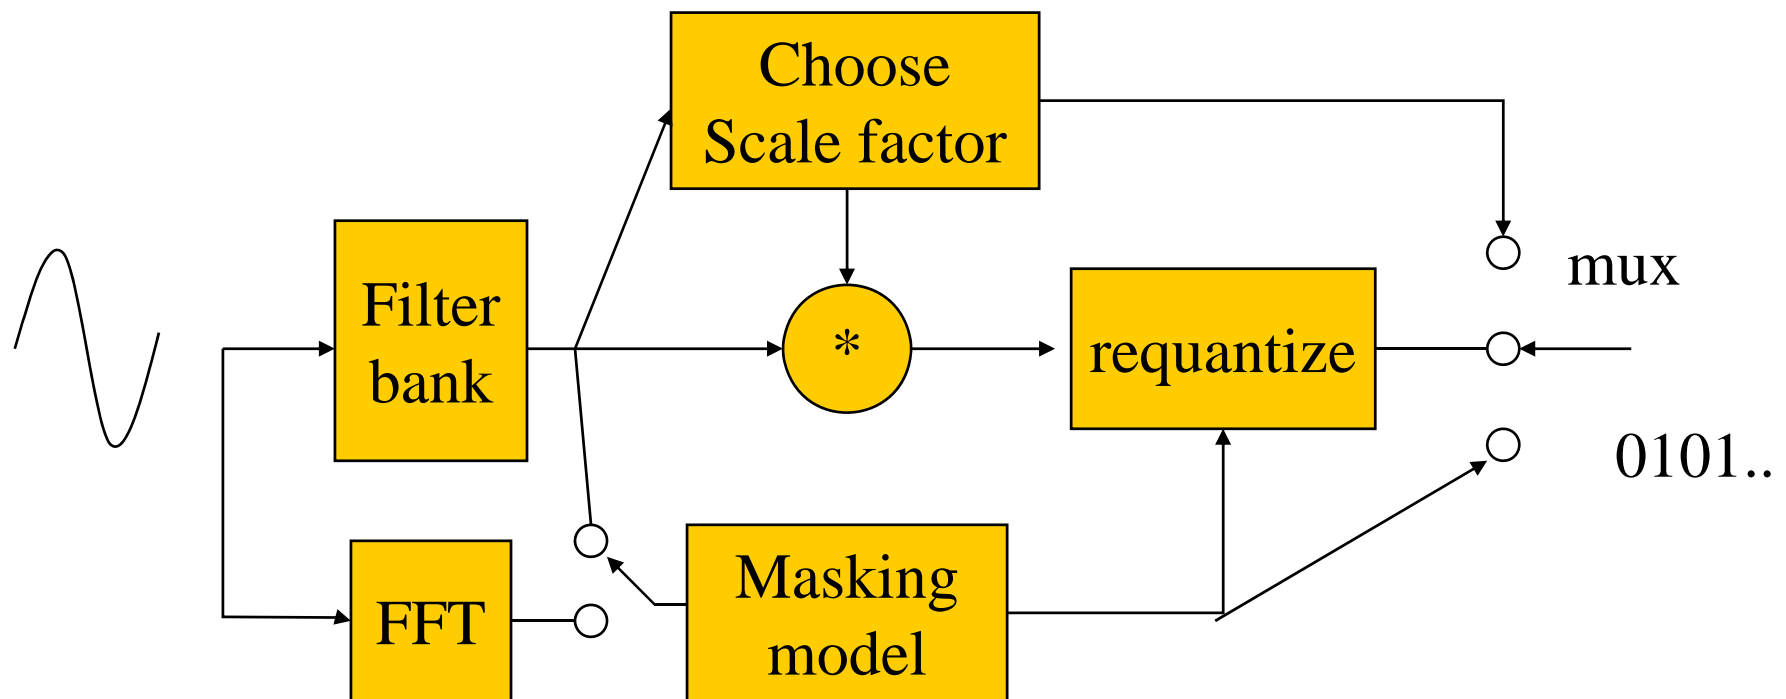 Choose
Scale factor
Filter
bank
*
requantize
mux
0101..
FFT
Masking
model